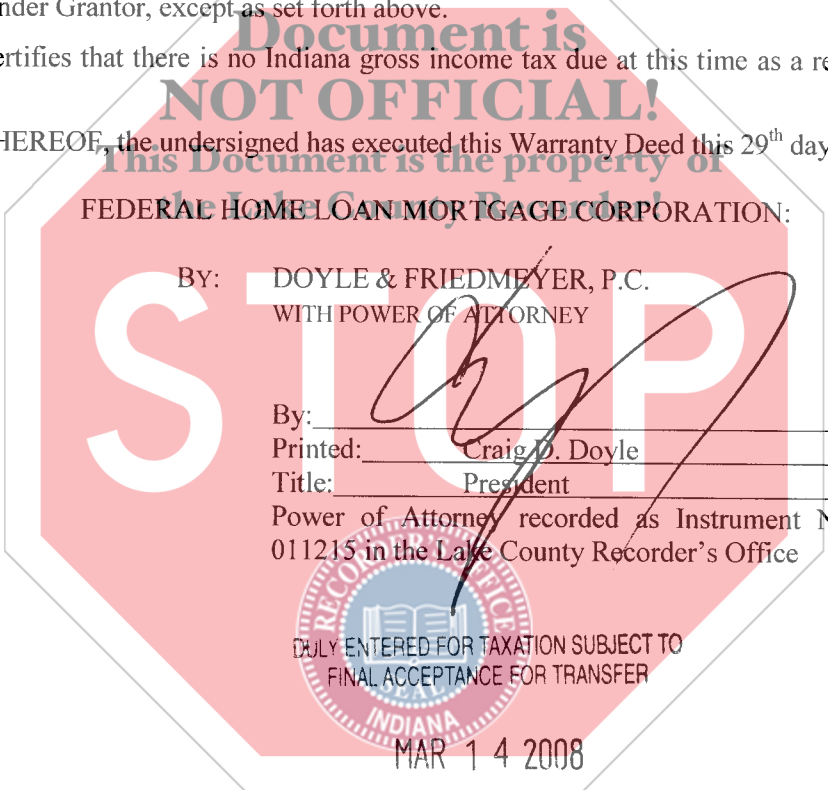 nder Grantor, except as set forth above.
Document is
ertifies that there is no Indiana gross income tax due at this time as a re
NOT OFFICIAL!
HEREOF, the undersigned has executed this Warranty Deed this 29th day
This Document is the property of
the Lake County Recorder!
FEDERAL HOME LOAN MORTGAGE CORPORATION:
BY: DOYLE & FRIEDMEYER, P.C.
WITH POWER OF ATTORNEY
STOP
By:
Printed: Craig D. Doyle
Title: President
Power of Attorney recorded as Instrument N
011215 in the Lake County Recorder's Office
RECORDER'S OFFICE
DULY ENTERED FOR TAXATION SUBJECT TO
FINAL ACCEPTANCE FOR TRANSFER
SEAL
INDIANA
MAR 14 2008